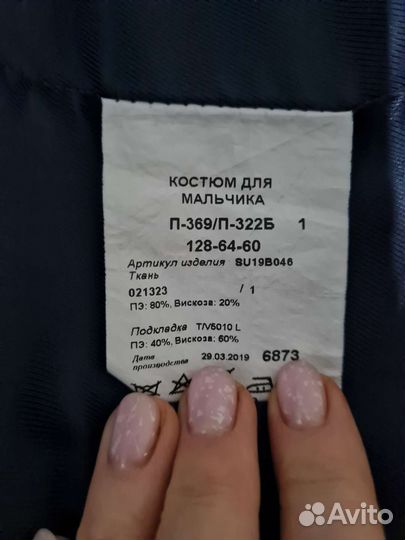 КОСТЮМ ДЛЯ
МАЛЬЧИКА
П-369/П-322Б 1
128-64-60
Артикул изделия SU19B046
Ткань
021323 / 1
ПЭ: 80%, Вискоза: 20%
Подкладка T/V5010 L
ПЭ: 40%, Вискоза: 60%
Дата
производства 29.03.2019 6873
Avito